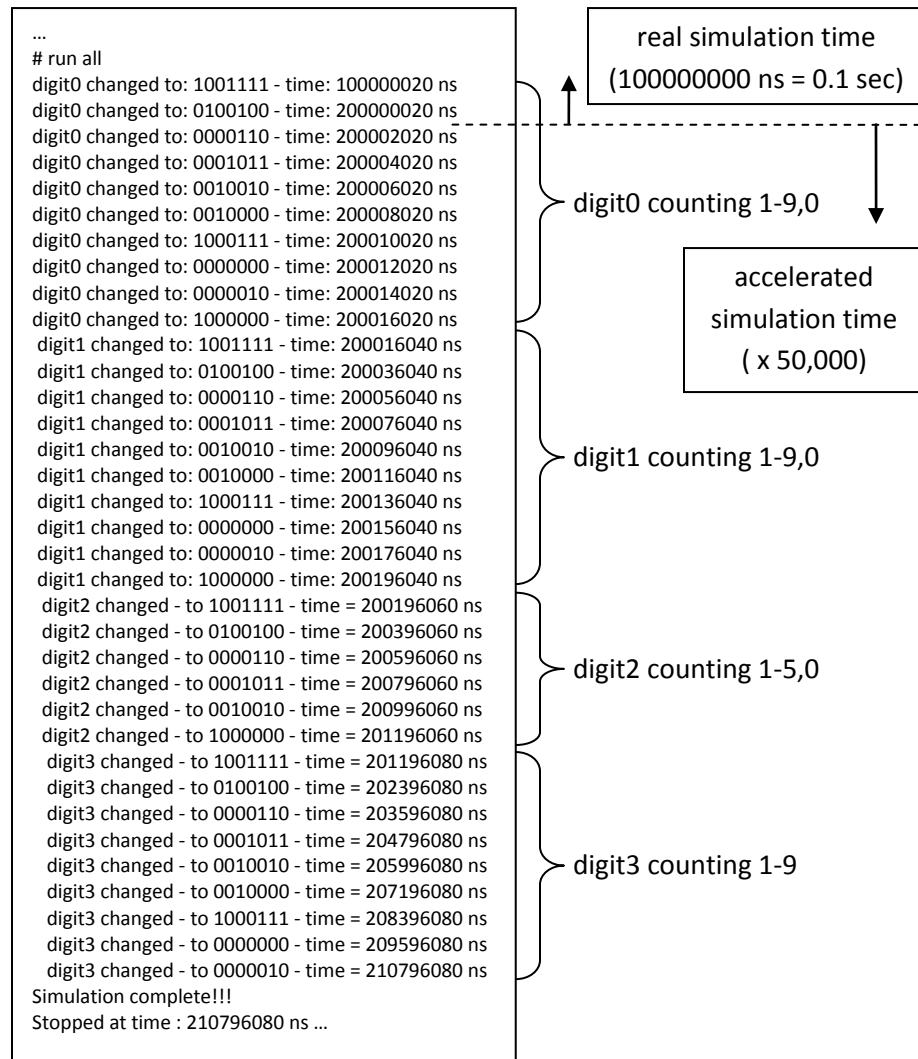 ...
# run all
digit0 changed to: 1001111 - time: 100000020 ns
digit0 changed to: 0100100 - time: 200000020 ns
digit0 changed to: 0000110 - time: 200002020 ns
digit0 changed to: 0001011 - time: 200004020 ns
digit0 changed to: 0010010 - time: 200006020 ns
digit0 changed to: 0010000 - time: 200008020 ns
digit0 changed to: 1000111 - time: 200010020 ns
digit0 changed to: 0000000 - time: 200012020 ns
digit0 changed to: 0000010 - time: 200014020 ns
digit0 changed to: 1000000 - time: 200016020 ns
digit1 changed to: 1001111 - time: 200016040 ns
digit1 changed to: 0100100 - time: 200036040 ns
digit1 changed to: 0000110 - time: 200056040 ns
digit1 changed to: 0001011 - time: 200076040 ns
digit1 changed to: 0010010 - time: 200096040 ns
digit1 changed to: 0010000 - time: 200116040 ns
digit1 changed to: 1000111 - time: 200136040 ns
digit1 changed to: 0000000 - time: 200156040 ns
digit1 changed to: 0000010 - time: 200176040 ns
digit1 changed to: 1000000 - time: 200196040 ns
digit2 changed - to 1001111 - time = 200196060 ns
digit2 changed - to 0100100 - time = 200396060 ns
digit2 changed - to 0000110 - time = 200596060 ns
digit2 changed - to 0001011 - time = 200796060 ns
digit2 changed - to 0010010 - time = 200996060 ns
digit2 changed - to 1000000 - time = 201196060 ns
digit3 changed - to 1001111 - time = 201196080 ns
digit3 changed - to 0100100 - time = 202396080 ns
digit3 changed - to 0000110 - time = 203596080 ns
digit3 changed - to 0001011 - time = 204796080 ns
digit3 changed - to 0010010 - time = 205996080 ns
digit3 changed - to 0010000 - time = 207196080 ns
digit3 changed - to 1000111 - time = 208396080 ns
digit3 changed - to 0000000 - time = 209596080 ns
digit3 changed - to 0000010 - time = 210796080 ns
Simulation complete!!!
Stopped at time : 210796080 ns ...
real simulation time
(100000000 ns = 0.1 sec)
digit0 counting 1-9,0
accelerated
simulation time
( x 50,000)
digit1 counting 1-9,0
digit2 counting 1-5,0
digit3 counting 1-9